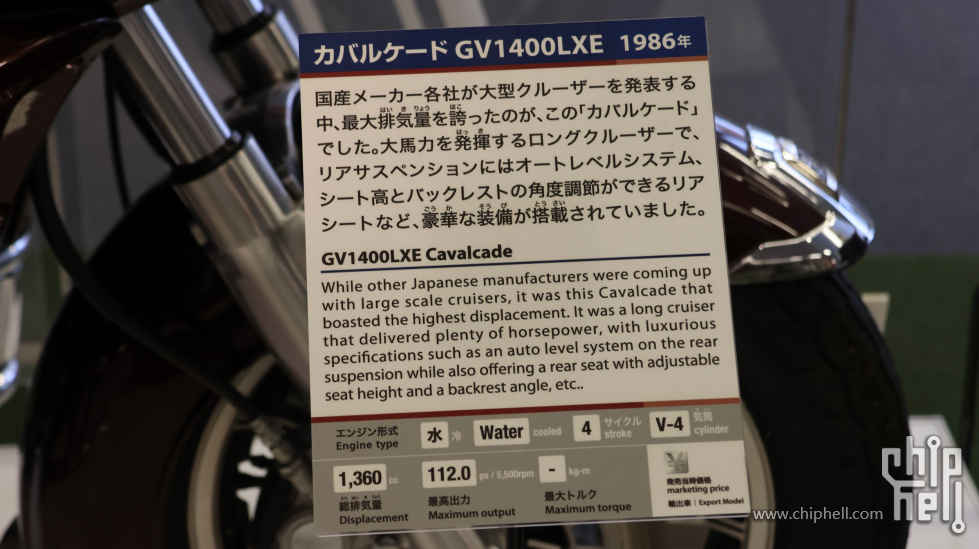 カバルケード GV1400LXE 1986年
国産メーカー各社が大型クルーザーを発表する
中、最大排気量を誇ったのが、この「カバルケード」
でした。大馬力を発揮するロングクルーザーで、
リアサスペンションにはオートレベルシステム、
シート高とバックレストの角度調節ができるリア
シートなど、豪華な装備が搭載されていました。
GV1400LXE Cavalcade
While other Japanese manufacturers were coming up
with large scale cruisers, it was this Cavalcade that
boasted the highest displacement. It was a long cruiser
that delivered plenty of horsepower, with luxurious
specifications such as an auto level system on the rear
suspension while also offering a rear seat with adjustable
seat height and a backrest angle, etc..
エンジン形式
Engine type
水 冷 Water cooled 4 サイクル stroke V-4 気筒 cylinder
1,360 cc
総排気量
Displacement
112.0 ps / 5,500rpm
最高出力
Maximum output
- kg-m
最大トルク
Maximum torque
¥
発売当時価格
marketing price
輸出車 | Export Model
www.chiphell.com
chip
hell